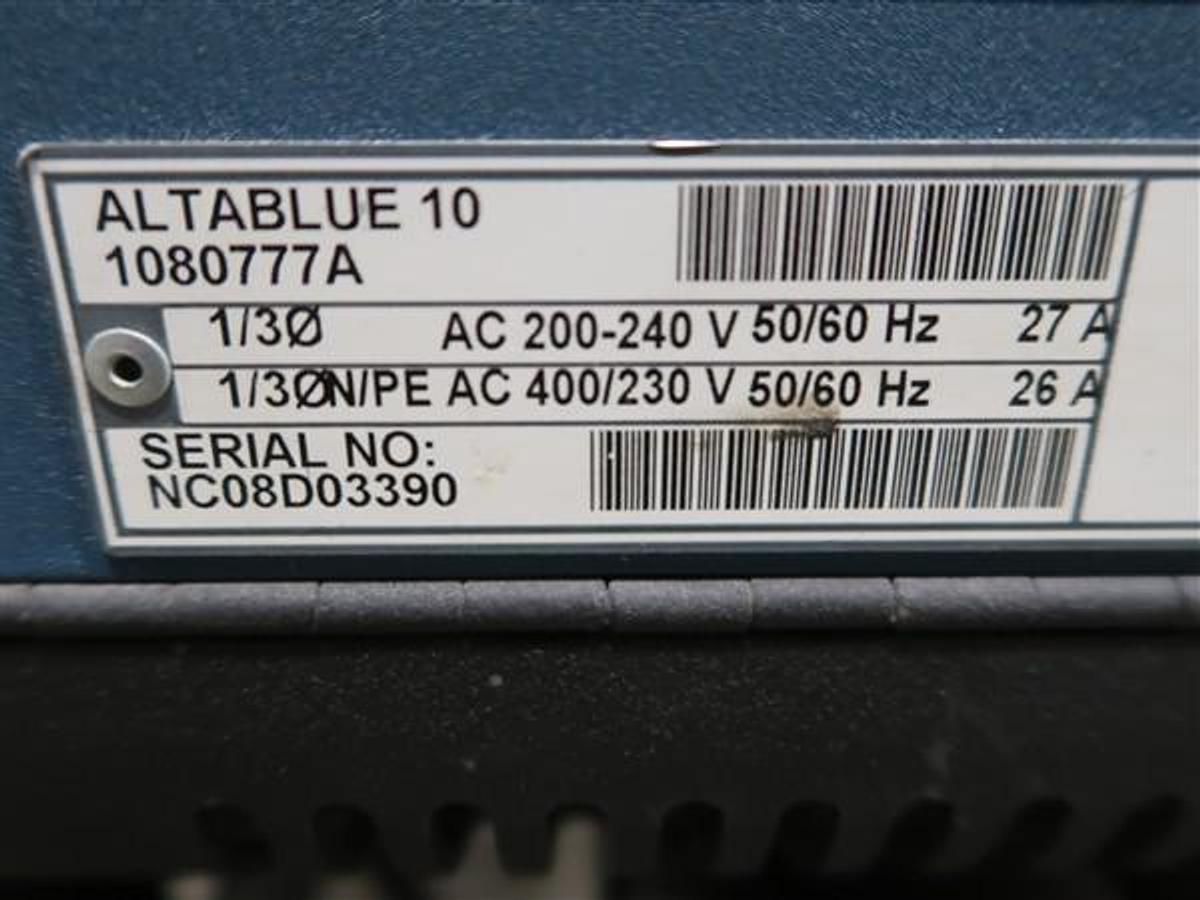 ALTABLUE 10
1080777A
1/3Ø AC 200-240 V 50/60 Hz 27 A
1/3ØN/PE AC 400/230 V 50/60 Hz 26 A
SERIAL NO:
NC08D03390